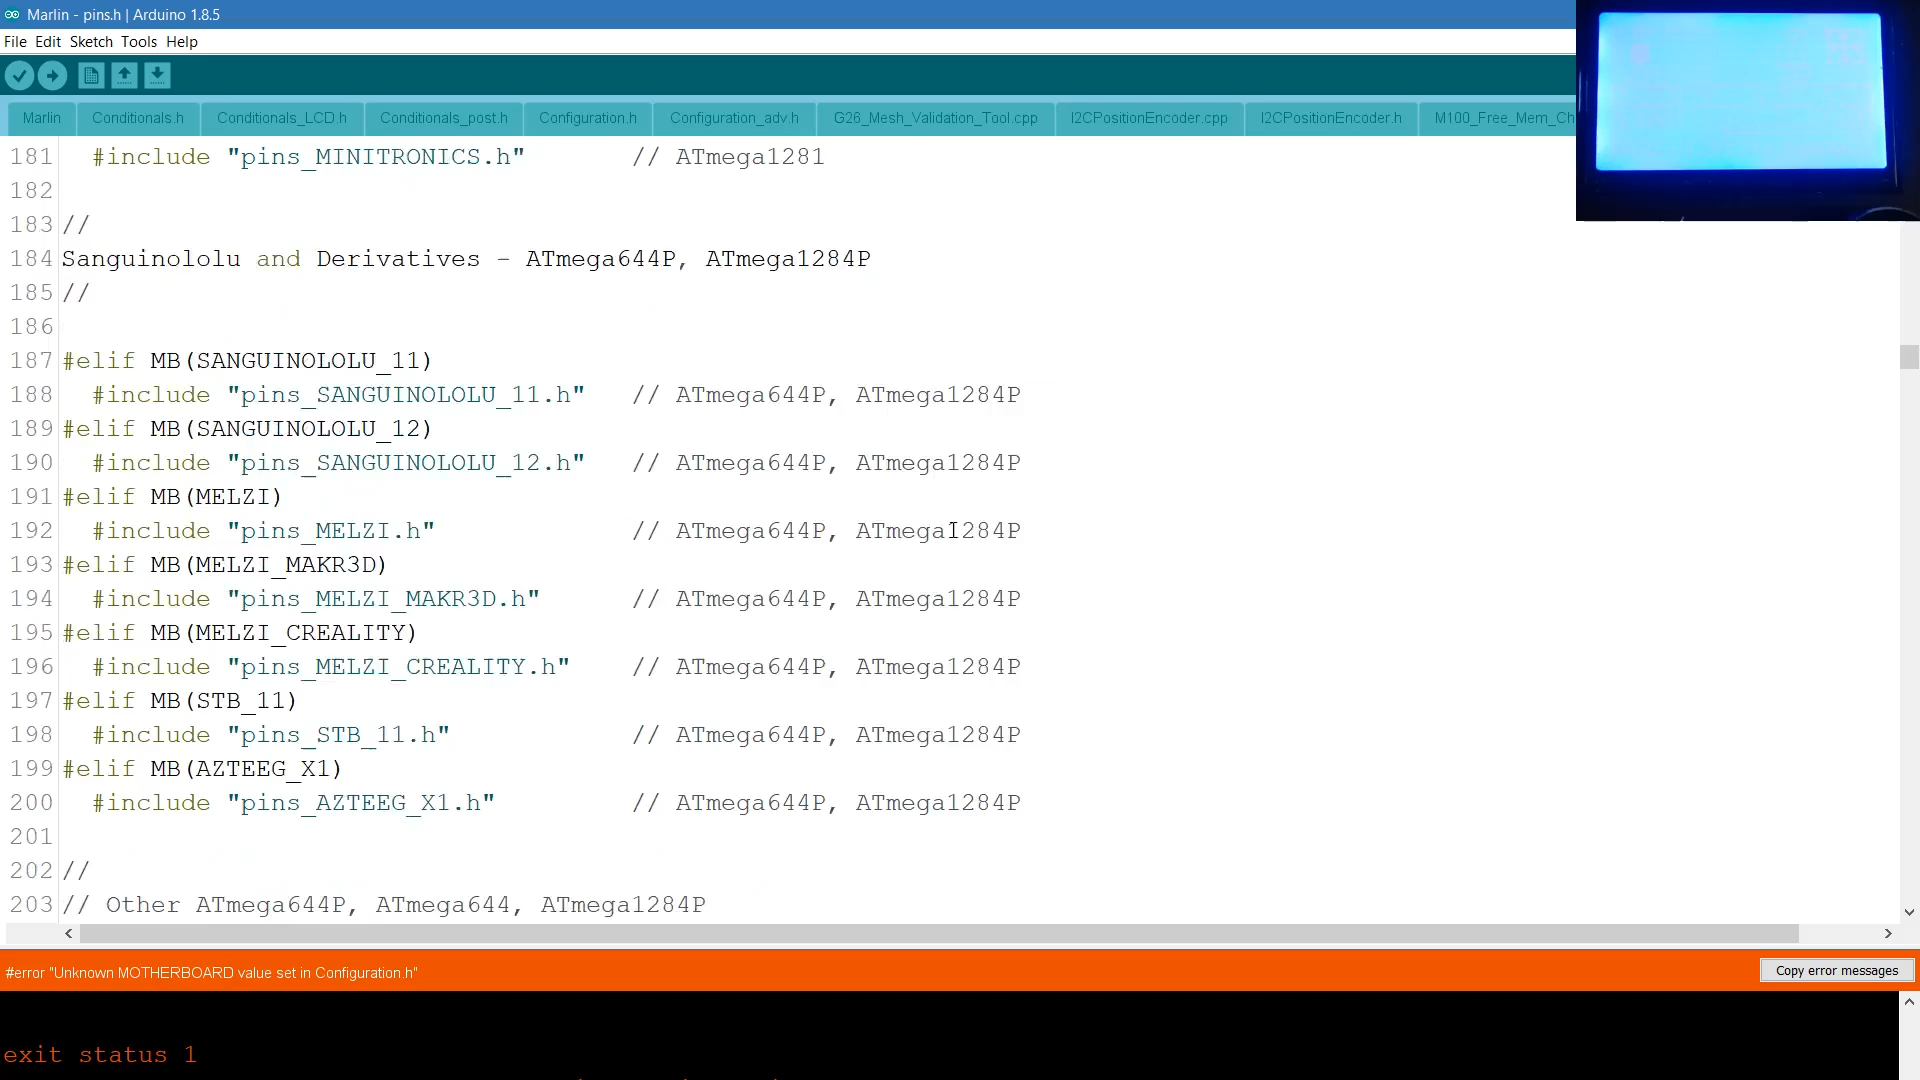 Marlin - pins.h | Arduino 1.8.5
File Edit Sketch Tools Help
Marlin Conditionals.h Conditionals_LCD.h Conditionals_post.h Configuration.h Configuration_adv.h G26_Mesh_Validation_Tool.cpp I2CPositionEncoder.cpp I2CPositionEncoder.h M100_Free_Mem_Ch
181 #include "pins_MINITRONICS.h" // ATmega1281
182
183 //
184 Sanguinololu and Derivatives - ATmega644P, ATmega1284P
185 //
186
187 #elif MB(SANGUINOLOLU_11)
188 #include "pins_SANGUINOLOLU_11.h" // ATmega644P, ATmega1284P
189 #elif MB(SANGUINOLOLU_12)
190 #include "pins_SANGUINOLOLU_12.h" // ATmega644P, ATmega1284P
191 #elif MB(MELZI)
192 #include "pins_MELZI.h" // ATmega644P, ATmega1284P
193 #elif MB(MELZI_MAKR3D)
194 #include "pins_MELZI_MAKR3D.h" // ATmega644P, ATmega1284P
195 #elif MB(MELZI_CREALITY)
196 #include "pins_MELZI_CREALITY.h" // ATmega644P, ATmega1284P
197 #elif MB(STB_11)
198 #include "pins_STB_11.h" // ATmega644P, ATmega1284P
199 #elif MB(AZTEEG_X1)
200 #include "pins_AZTEEG_X1.h" // ATmega644P, ATmega1284P
201
202 //
203 // Other ATmega644P, ATmega644, ATmega1284P
#error "Unknown MOTHERBOARD value set in Configuration.h"
Copy error messages
exit status 1